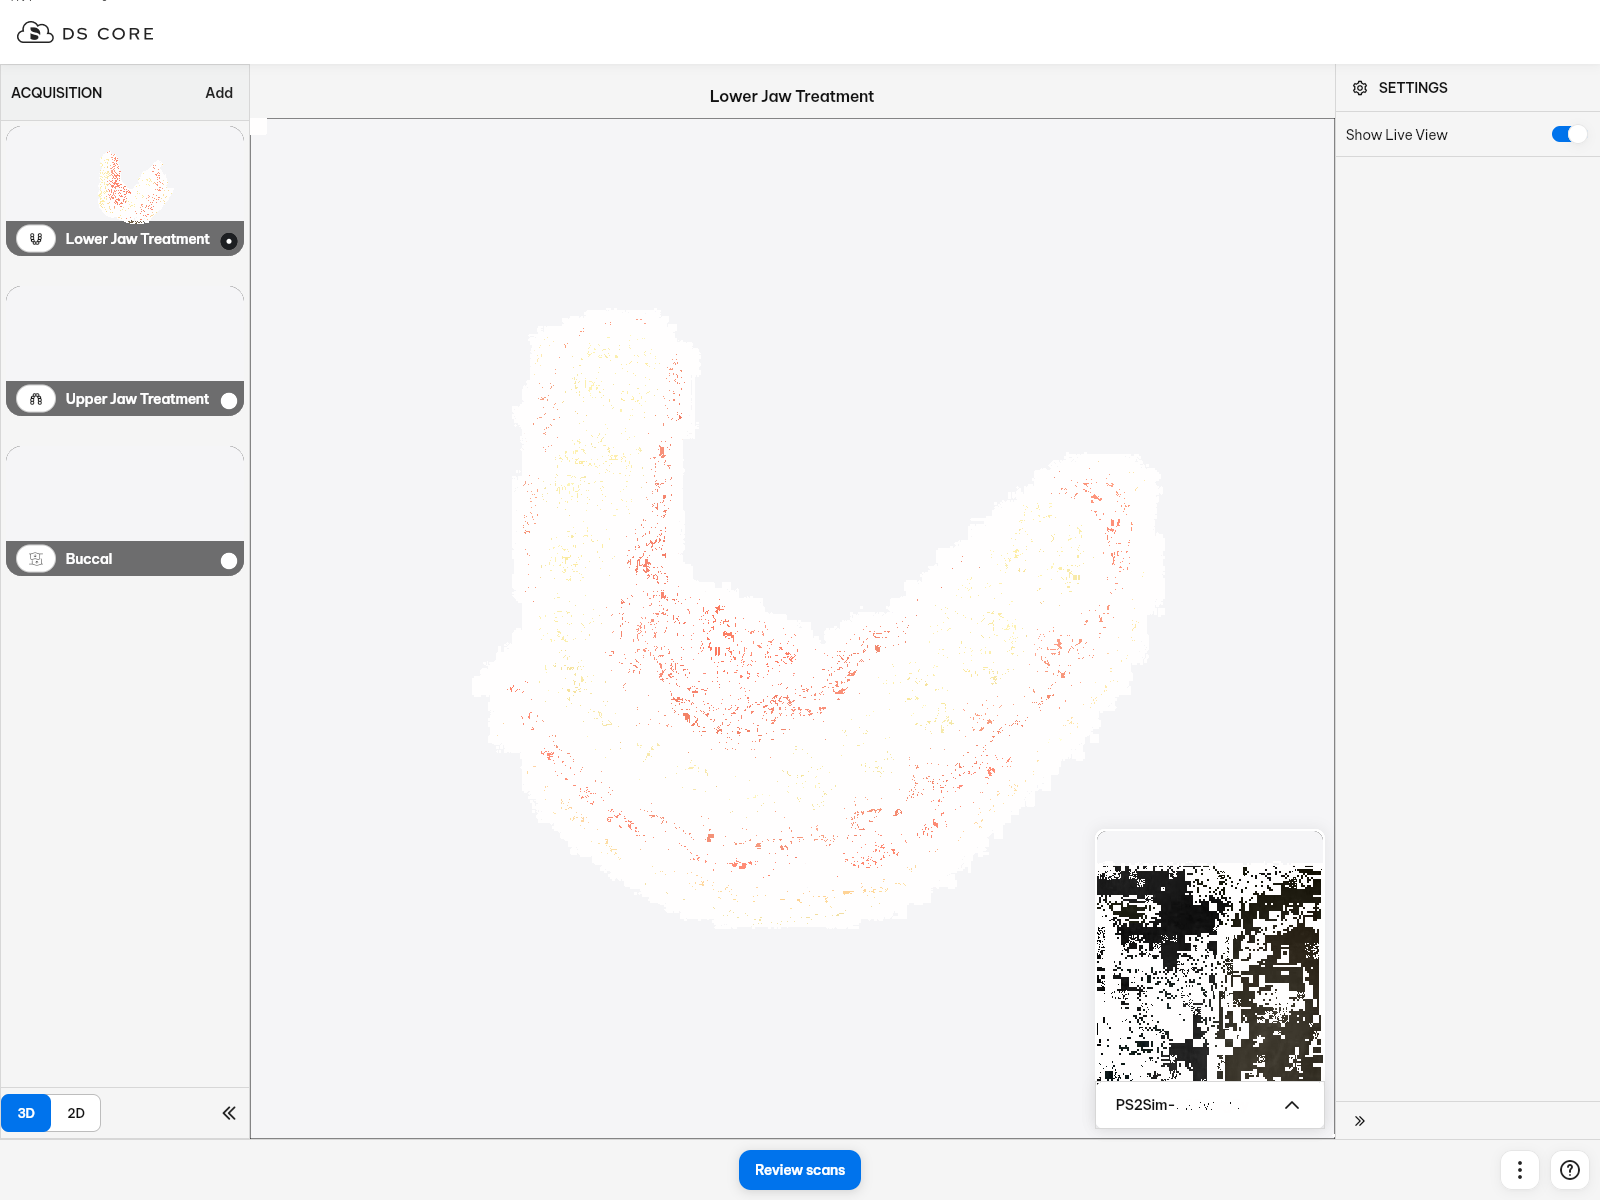 DS CORE
ACQUISITION
Add
Lower Jaw Treatment
SETTINGS
Show Live View
Lower Jaw Treatment
Upper Jaw Treatment
Buccal
PS2Sim-
3D
2D
Review scans